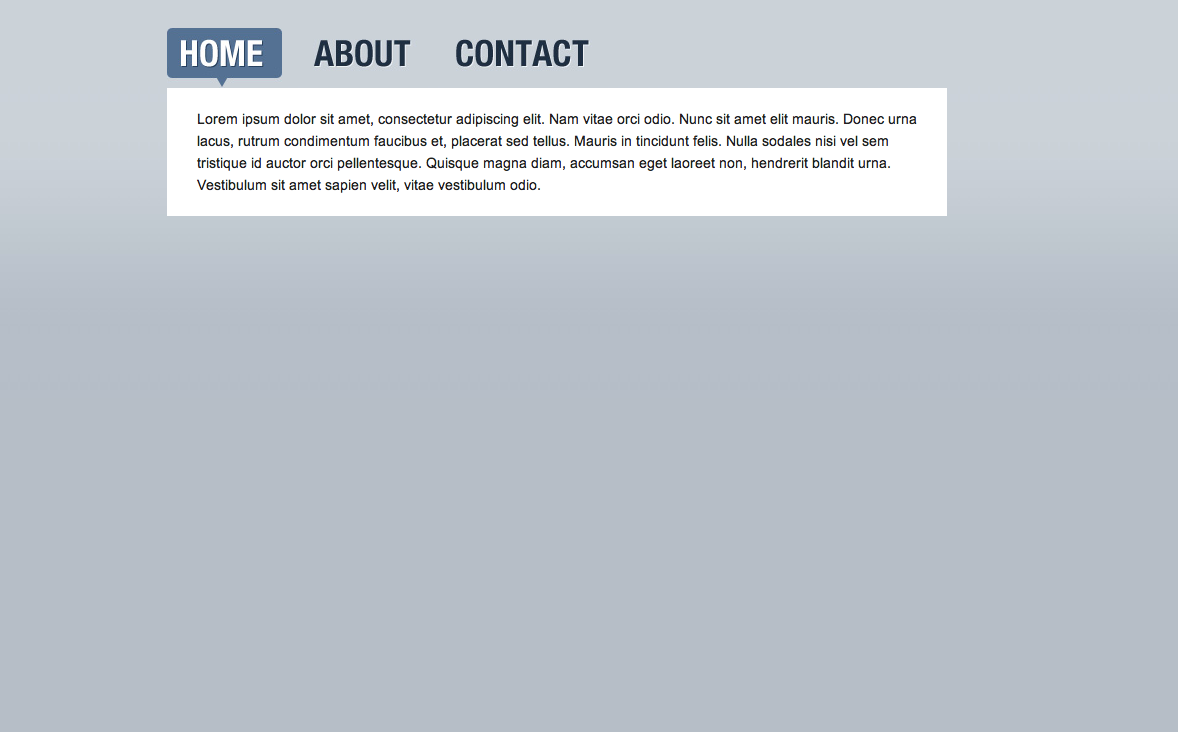 HOME ABOUT CONTACT
Lorem ipsum dolor sit amet, consectetur adipiscing elit. Nam vitae orci odio. Nunc sit amet elit mauris. Donec urna
lacus, rutrum condimentum faucibus et, placerat sed tellus. Mauris in tincidunt felis. Nulla sodales nisi vel sem
tristique id auctor orci pellentesque. Quisque magna diam, accumsan eget laoreet non, hendrerit blandit urna.
Vestibulum sit amet sapien velit, vitae vestibulum odio.